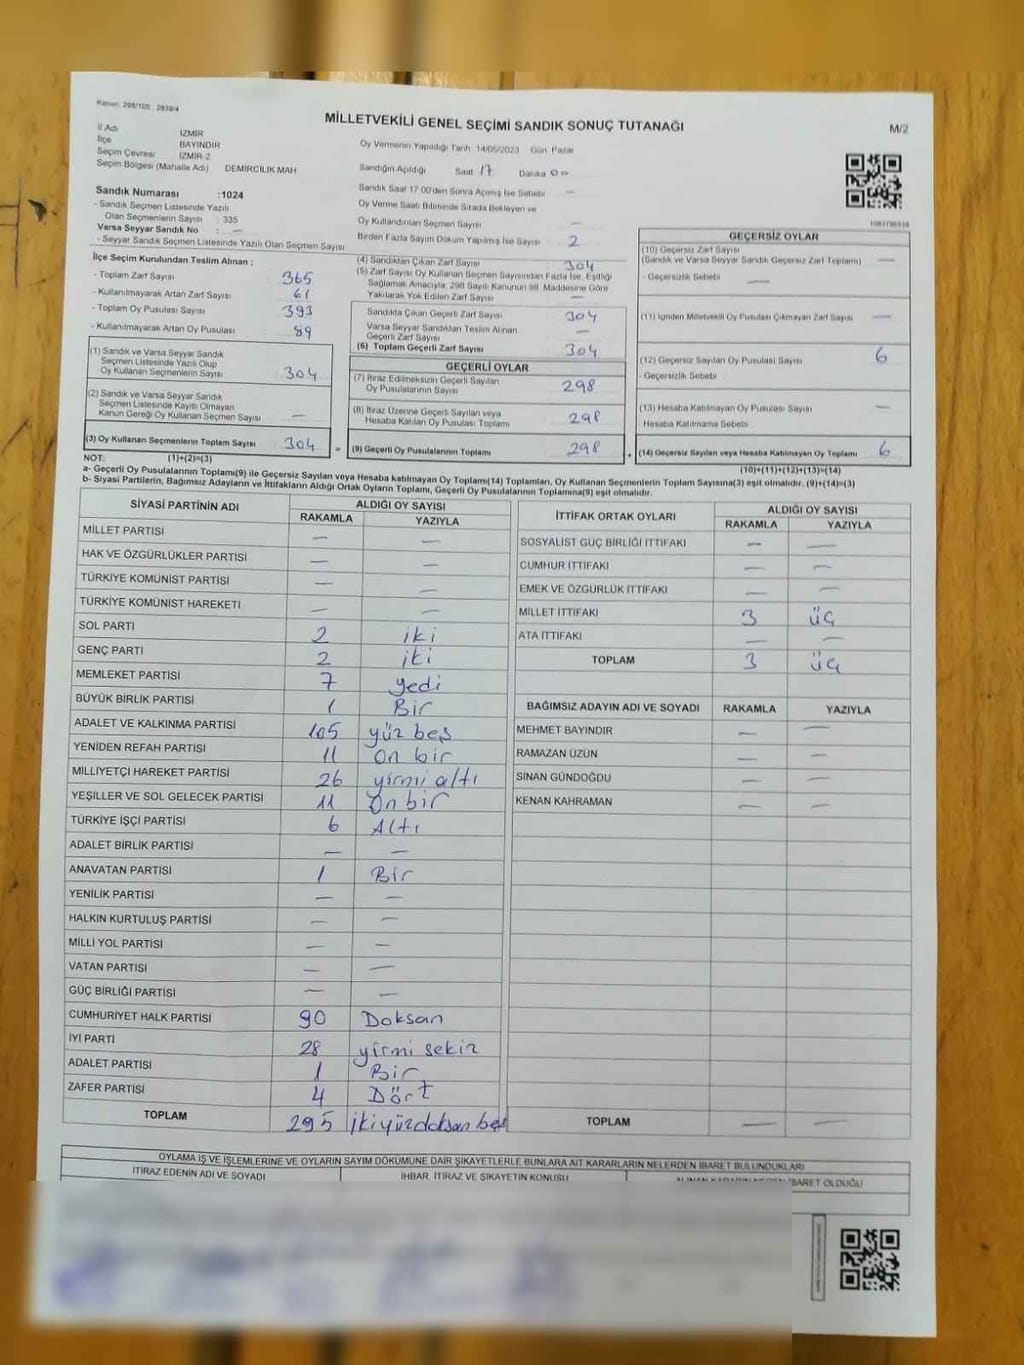 Kanun: 298/105 , 2839/4
MİLLETVEKİLİ GENEL SEÇİMİ SANDIK SONUÇ TUTANAĞI
M/2
İl Adı İZMİR
İlçe BAYINDIR
Seçim Çevresi İZMİR-2
Seçim Bölgesi (Mahalle Adı) DEMİRCİLİK MAH
Oy Vermenin Yapıldığı Tarih 14/05/2023 Gün Pazar
Sandığın Açıldığı Saat 17 Dakika 00
Sandık Saat 17:00'den Sonra Açılmış İse Sebebi —
Oy Verme Saati Bitiminde Sırada Bekleyen ve
Oy Kullandırılan Seçmen Sayısı —
Birden Fazla Sayım Döküm Yapılmış İse Sayısı 2
Sandık Numarası :1024
- Sandık Seçmen Listesinde Yazılı
Olan Seçmenlerin Sayısı : 335
Varsa Seyyar Sandık No : —
- Seyyar Sandık Seçmen Listesinde Yazılı Olan Seçmen Sayısı
İlçe Seçim Kurulundan Teslim Alınan :
- Toplam Zarf Sayısı 365
- Kullanılmayarak Artan Zarf Sayısı 61
- Toplam Oy Pusulası Sayısı 393
- Kullanılmayarak Artan Oy Pusulası 89
(1) Sandık ve Varsa Seyyar Sandık
Seçmen Listesinde Yazılı Olup
Oy Kullanan Seçmenlerin Sayısı 304
(2) Sandık ve Varsa Seyyar Sandık
Seçmen Listesinde Kayıtlı Olmayan
Kanun Gereği Oy Kullanan Seçmen Sayısı —
(3) Oy Kullanan Seçmenlerin Toplam Sayısı 304
(4) Sandıktan Çıkan Zarf Sayısı 304
(5) Zarf Sayısı Oy Kullanan Seçmen Sayısından Fazla İse, Eşitliği
Sağlamak Amacıyla; 298 Sayılı Kanunun 98. Maddesine Göre
Yakılarak Yok Edilen Zarf Sayısı —
Sandıkta Çıkan Geçerli Zarf Sayısı 304
Varsa Seyyar Sandıktan Teslim Alınan
Geçerli Zarf Sayısı —
(6) Toplam Geçerli Zarf Sayısı 304
GEÇERLİ OYLAR
(7) İtiraz Edilmeksizin Geçerli Sayılan
Oy Pusulalarının Sayısı 298
(8) İtiraz Üzerine Geçerli Sayılan veya
Hesaba Katılan Oy Pusulası Toplamı 298
= (9) Geçerli Oy Pusulalarının Toplamı 298
GEÇERSİZ OYLAR
(10) Geçersiz Zarf Sayısı
(Sandık ve Varsa Seyyar Sandık Geçersiz Zarf Toplamı) —
- Geçersizlik Sebebi —
(11) İçinden Milletvekili Oy Pusulası Çıkmayan Zarf Sayısı —
(12) Geçersiz Sayılan Oy Pusulası Sayısı 6
- Geçersizlik Sebebi
(13) Hesaba Katılmayan Oy Pusulası Sayısı —
Hesaba Katılmama Sebebi
+ (14) Geçersiz Sayılan veya Hesaba Katılmayan Oy Toplamı 6
NOT: (1)+(2)=(3)
(10)+(11)+(12)+(13)=(14)
a- Geçerli Oy Pusulalarının Toplamı(9) ile Geçersiz Sayılan veya Hesaba katılmayan Oy Toplamı(14) Toplamları, Oy Kullanan Seçmenlerin Toplam Sayısına(3) eşit olmalıdır. (9)+(14)=(3)
b- Siyasi Partilerin, Bağımsız Adayların ve İttifakların Aldığı Ortak Oyların Toplamı, Geçerli Oy Pusulalarının Toplamına(9) eşit olmalıdır.
SİYASİ PARTİNİN ADI ALDIĞI OY SAYISI
RAKAMLA YAZIYLA
MİLLET PARTİSİ — —
HAK VE ÖZGÜRLÜKLER PARTİSİ — —
TÜRKİYE KOMÜNİST PARTİSİ — —
TÜRKİYE KOMÜNİST HAREKETİ — —
SOL PARTİ 2 iki
GENÇ PARTİ 2 iki
MEMLEKET PARTİSİ 7 yedi
BÜYÜK BİRLİK PARTİSİ 1 Bir
ADALET VE KALKINMA PARTİSİ 105 yüz beş
YENİDEN REFAH PARTİSİ 11 On bir
MİLLİYETÇİ HAREKET PARTİSİ 26 yirmi altı
YEŞİLLER VE SOL GELECEK PARTİSİ 11 On bir
TÜRKİYE İŞÇİ PARTİSİ 6 Altı
ADALET BİRLİK PARTİSİ — —
ANAVATAN PARTİSİ 1 Bir
YENİLİK PARTİSİ — —
HALKIN KURTULUŞ PARTİSİ — —
MİLLİ YOL PARTİSİ — —
VATAN PARTİSİ — —
GÜÇ BİRLİĞİ PARTİSİ — —
CUMHURİYET HALK PARTİSİ 90 Doksan
İYİ PARTİ 28 yirmi sekiz
ADALET PARTİSİ 1 Bir
ZAFER PARTİSİ 4 Dört
TOPLAM 295 ikiyüzdoksan beş
İTTİFAK ORTAK OYLARI ALDIĞI OY SAYISI
RAKAMLA YAZIYLA
SOSYALİST GÜÇ BİRLİĞİ İTTİFAKI — —
CUMHUR İTTİFAKI — —
EMEK VE ÖZGÜRLÜK İTTİFAKI — —
MİLLET İTTİFAKI 3 üç
ATA İTTİFAKI — —
TOPLAM 3 üç
BAĞIMSIZ ADAYIN ADI VE SOYADI RAKAMLA YAZIYLA
MEHMET BAYINDIR — —
RAMAZAN ÜZÜN — —
SİNAN GÜNDOĞDU — —
KENAN KAHRAMAN — —
TOPLAM — —
OYLAMA İŞ VE İŞLEMLERİNE VE OYLARIN SAYIM DÖKÜMÜNE DAİR ŞİKAYETLERLE BUNLARA AİT KARARLARIN NELERDEN İBARET BULUNDUKLARI
İTİRAZ EDENİN ADI VE SOYADI İHBAR, İTİRAZ VE ŞİKAYETİN KONUSU İBARET OLDUĞU